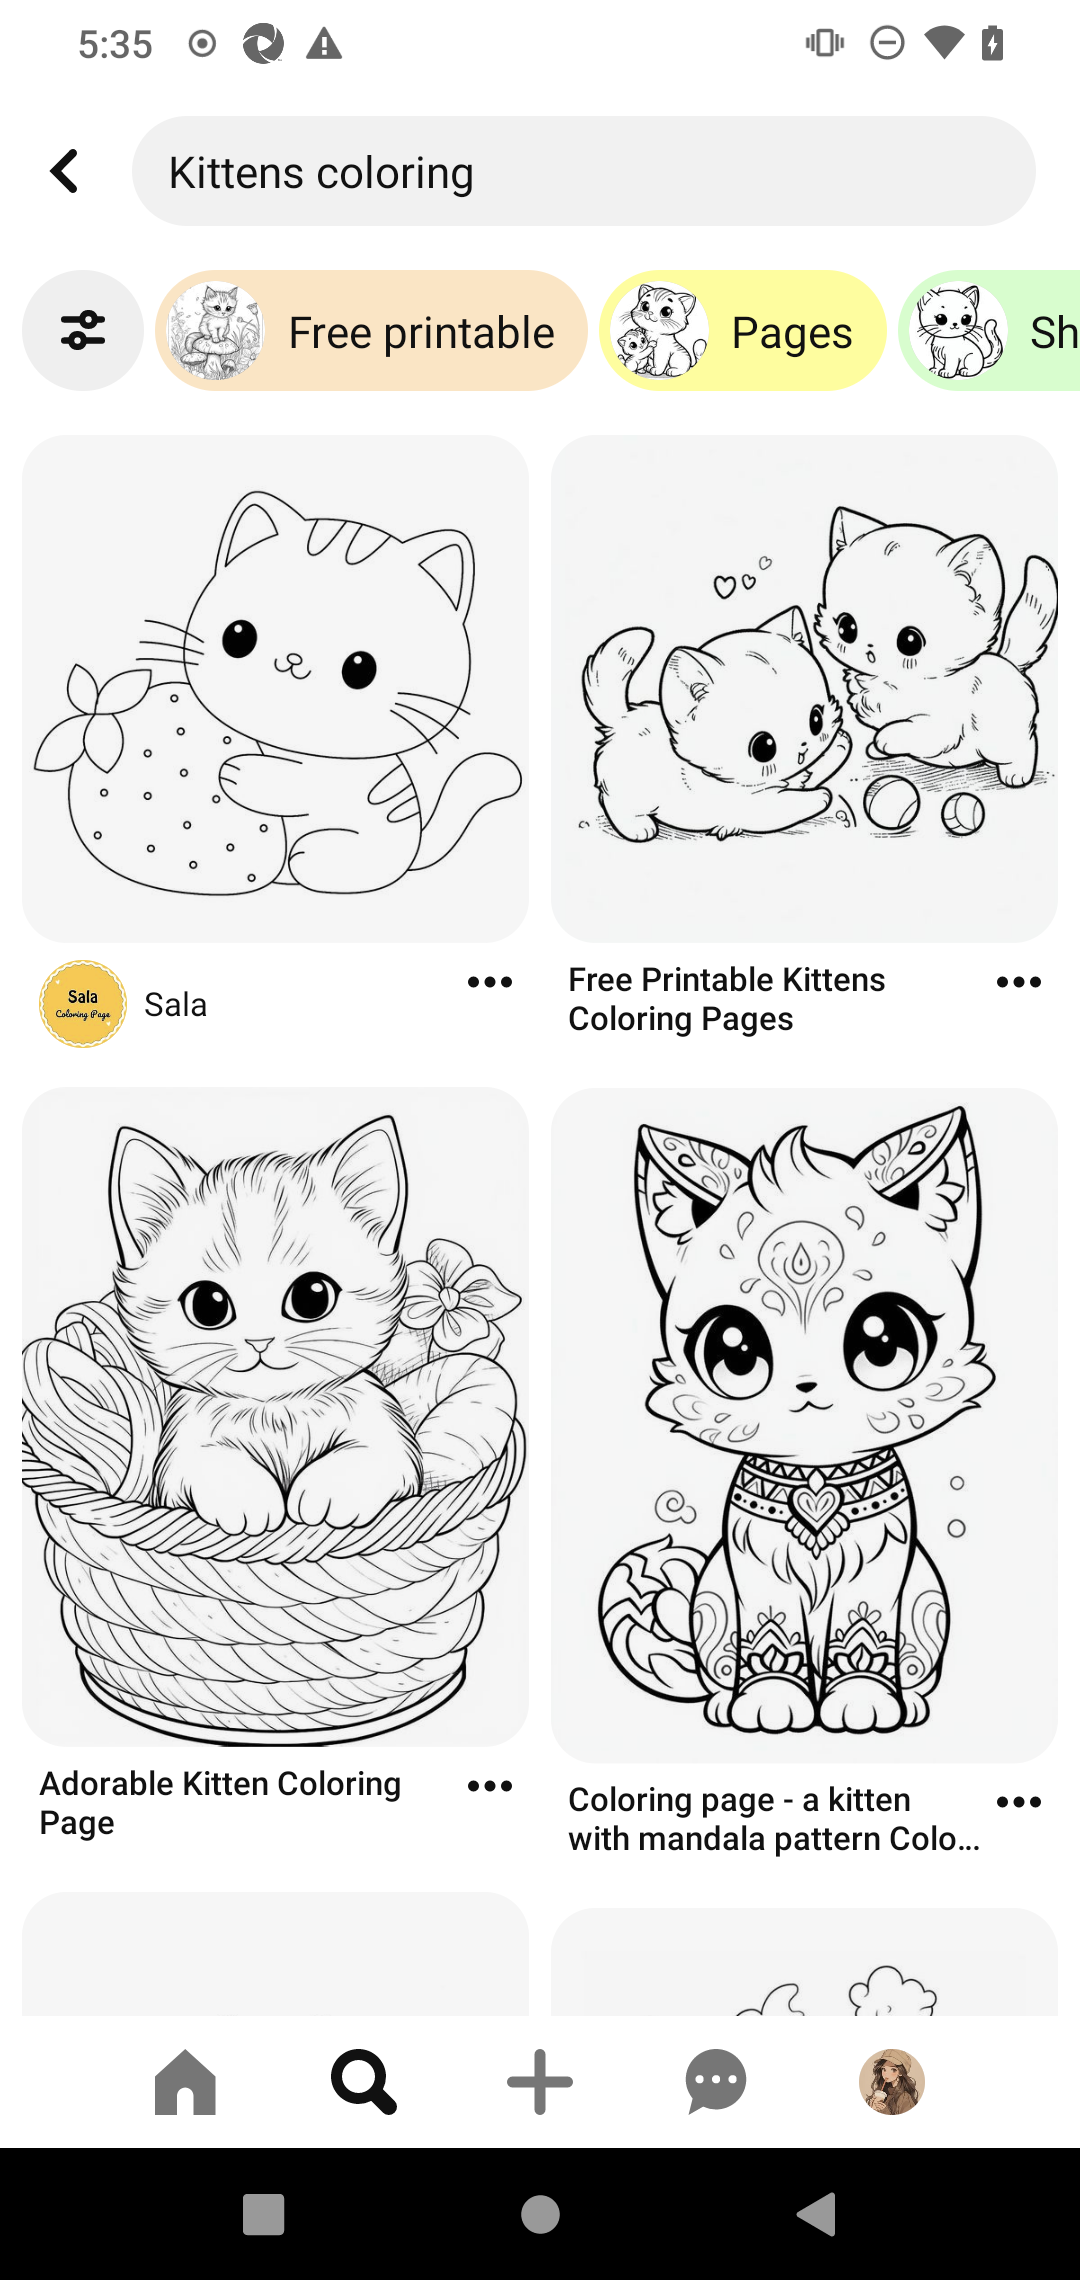 5:35
Kittens coloring
Free printable
Pages
Sh
Sala
Coloring Page
Sala
Free Printable Kittens
Coloring Pages
Adorable Kitten Coloring
Page
Coloring page - a kitten
with mandala pattern Colo...